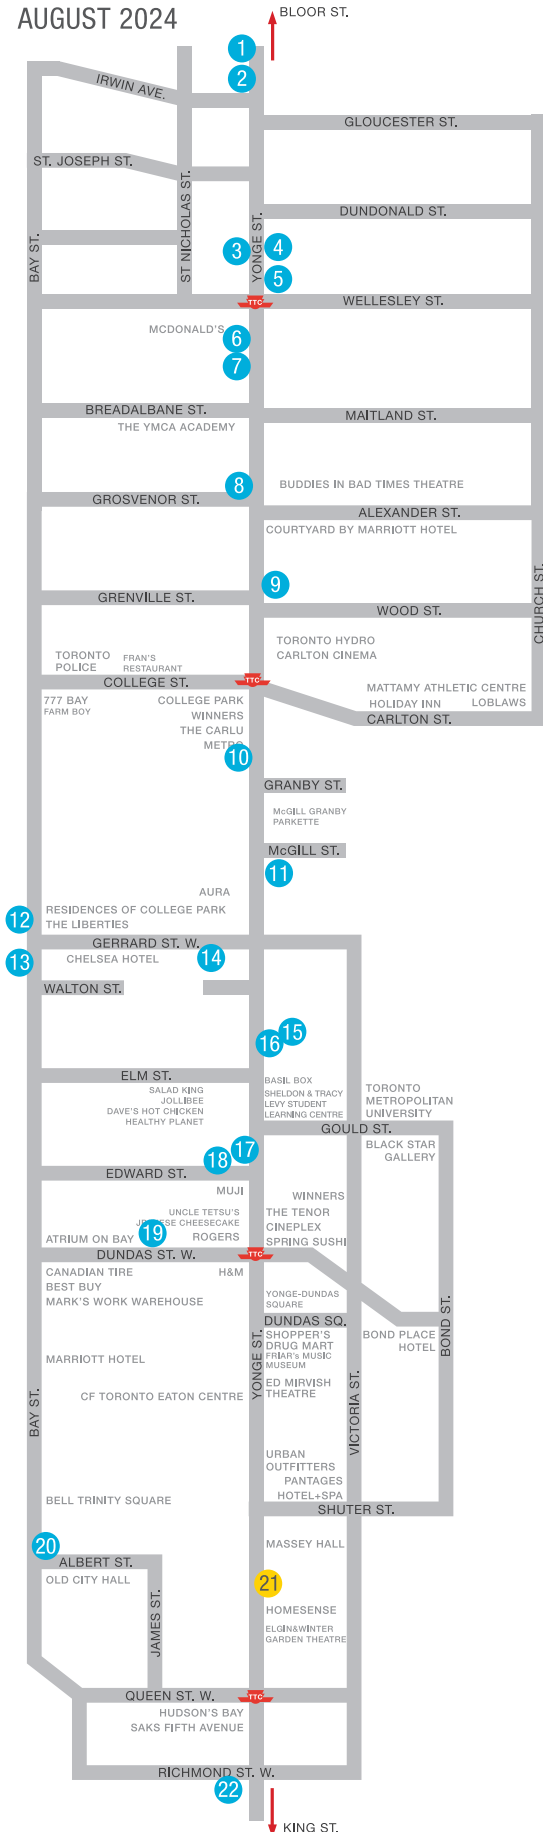 AUGUST 2024
BLOOR ST.
1
2
IRWIN AVE.
GLOUCESTER ST.
ST. JOSEPH ST.
ST NICHOLAS ST.
DUNDONALD ST.
BAY ST.
YONGE ST.
3
4
5
TTC
WELLESLEY ST.
MCDONALD'S
6
7
BREADALBANE ST.
MAITLAND ST.
THE YMCA ACADEMY
8
BUDDIES IN BAD TIMES THEATRE
GROSVENOR ST.
ALEXANDER ST.
COURTYARD BY MARRIOTT HOTEL
9
CHURCH ST.
GRENVILLE ST.
WOOD ST.
TORONTO HYDRO
CARLTON CINEMA
TORONTO
POLICE
FRAN'S
RESTAURANT
TTC
COLLEGE ST.
MATTAMY ATHLETIC CENTRE
HOLIDAY INN
LOBLAWS
CARLTON ST.
777 BAY
FARM BOY
COLLEGE PARK
WINNERS
THE CARLU
METRO
10
GRANBY ST.
McGILL GRANBY
PARKETTE
McGILL ST.
11
AURA
12
RESIDENCES OF COLLEGE PARK
THE LIBERTIES
GERRARD ST. W.
13
CHELSEA HOTEL
14
WALTON ST.
15
16
ELM ST.
BASIL BOX
SHELDON & TRACY
LEVY STUDENT
LEARNING CENTRE
TORONTO
METROPOLITAN
UNIVERSITY
SALAD KING
JOLLIBEE
DAVE'S HOT CHICKEN
HEALTHY PLANET
GOULD ST.
BLACK STAR
GALLERY
17
18
EDWARD ST.
MUJI
WINNERS
THE TENOR
CINEPLEX
SPRING SUSHI
UNCLE TETSU'S
CHEESECAKE
19
ROGERS
ATRIUM ON BAY
DUNDAS ST. W.
TTC
CANADIAN TIRE
BEST BUY
MARK'S WORK WAREHOUSE
H&M
YONGE-DUNDAS
SQUARE
DUNDAS SQ.
BOND ST.
BOND PLACE
HOTEL
SHOPPER'S
DRUG MART
FRIAR's MUSIC
MUSEUM
ED MIRVISH
THEATRE
MARRIOTT HOTEL
CF TORONTO EATON CENTRE
BAY ST.
YONGE ST.
VICTORIA ST.
URBAN
OUTFITTERS
PANTAGES
HOTEL+SPA
BELL TRINITY SQUARE
SHUTER ST.
20
MASSEY HALL
ALBERT ST.
OLD CITY HALL
21
JAMES ST.
HOMESENSE
ELGIN&WINTER
GARDEN THEATRE
QUEEN ST. W.
TTC
HUDSON'S BAY
SAKS FIFTH AVENUE
RICHMOND ST. W.
22
KING ST.